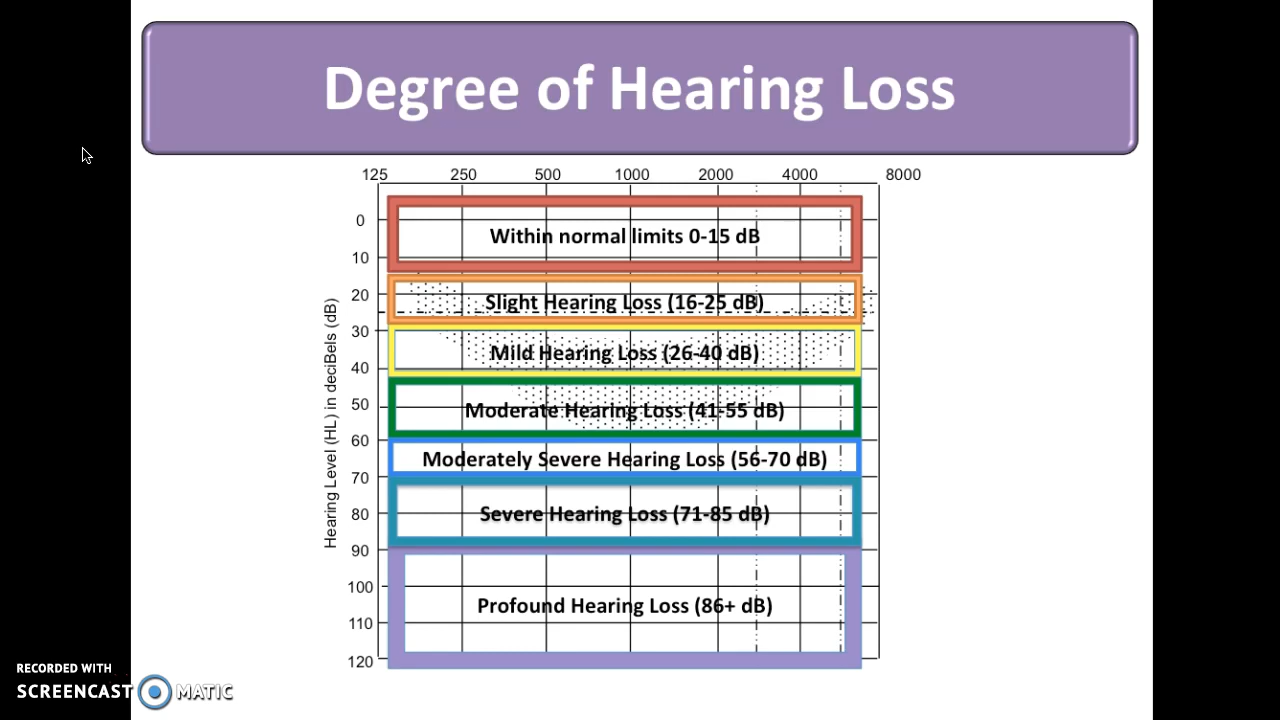 Degree of Hearing Loss
125 250 500 1000 2000 4000 8000
0
Within normal limits 0-15 dB
10
20
Slight Hearing Loss (16-25 dB)
30
Mild Hearing Loss (26-40 dB)
40
50
Moderate Hearing Loss (41-55 dB)
60
Moderately Severe Hearing Loss (56-70 dB)
70
80
Severe Hearing Loss (71-85 dB)
90
100
Profound Hearing Loss (86+ dB)
110
120
Hearing Level (HL) in deciBels (dB)
RECORDED WITH
SCREENCAST MATIC